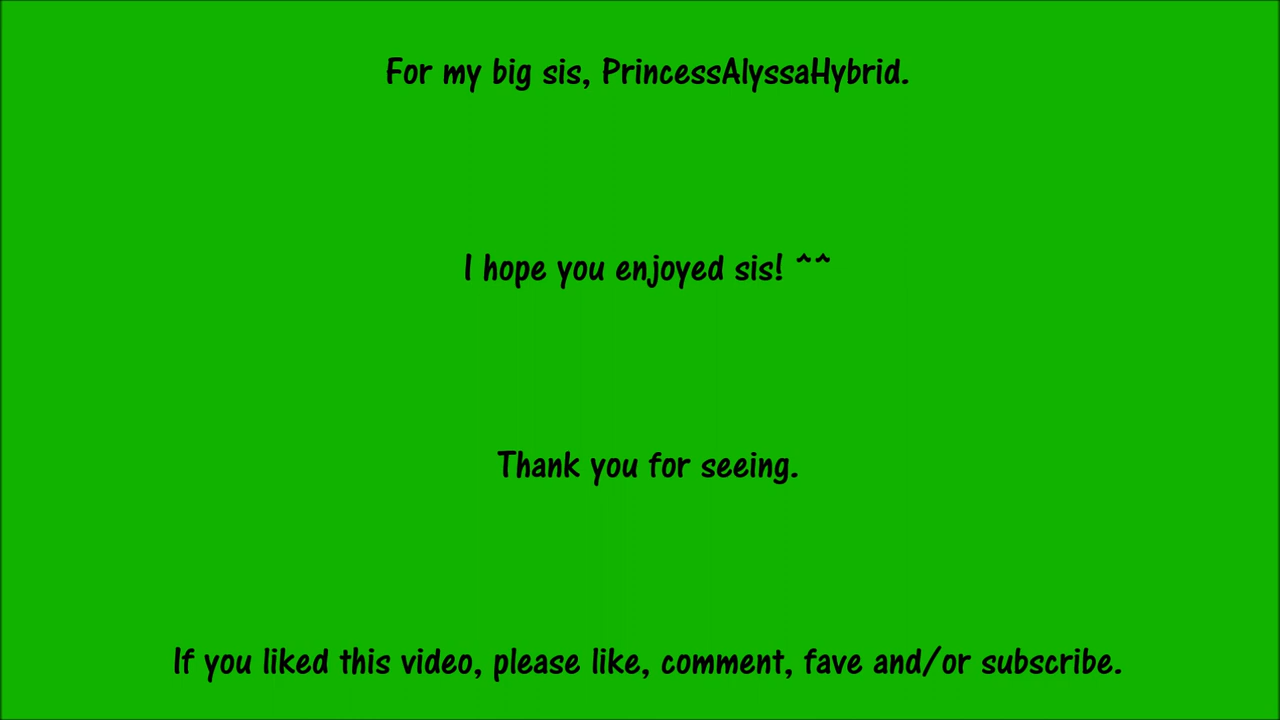 For my big sis, PrincessAlyssaHybrid.
I hope you enjoyed sis! ^^
Thank you for seeing.
If you liked this video, please like, comment, fave and/or subscribe.